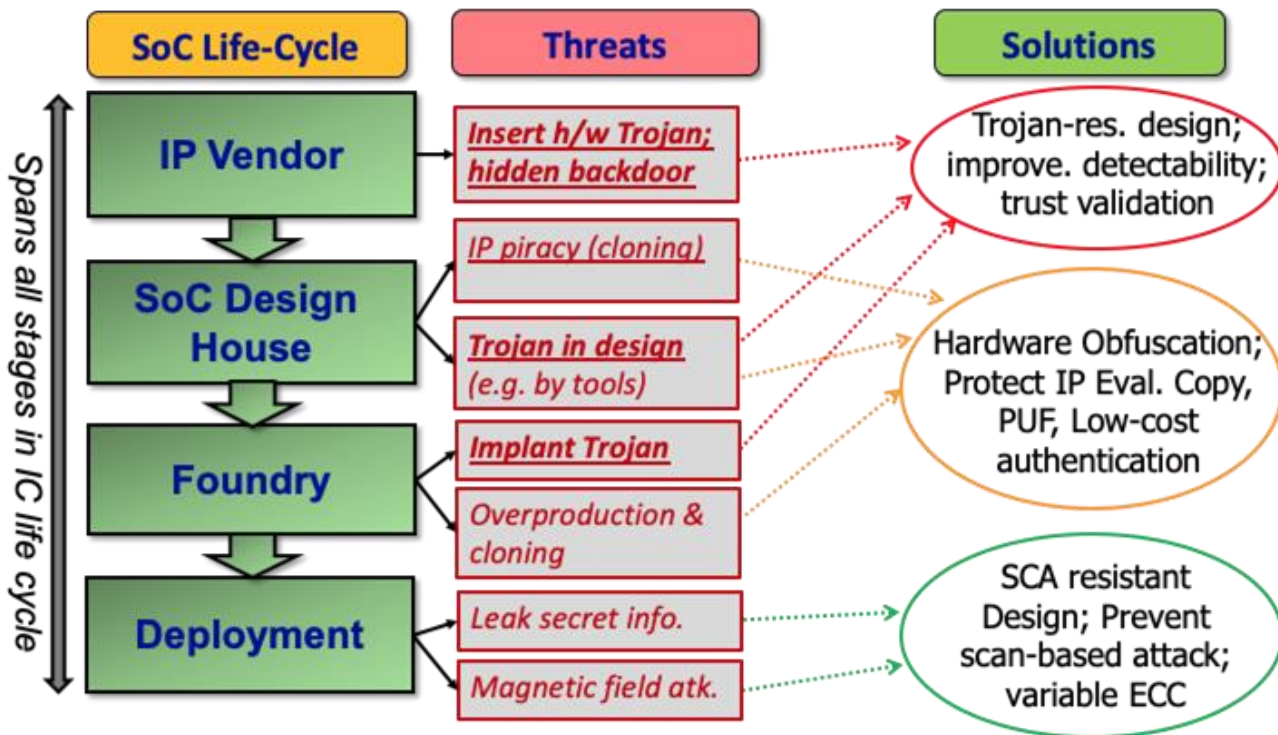 SoC Life-Cycle
Threats
Solutions
Spans all stages in IC life cycle
IP Vendor
Insert h/w Trojan;
hidden backdoor
Trojan-res. design;
improve. detectability;
trust validation
SoC Design
House
IP piracy (cloning)
Trojan in design
(e.g. by tools)
Hardware Obfuscation;
Protect IP Eval. Copy,
PUF, Low-cost
authentication
Foundry
Implant Trojan
Overproduction &
cloning
Deployment
Leak secret info.
Magnetic field atk.
SCA resistant
Design; Prevent
scan-based attack;
variable ECC